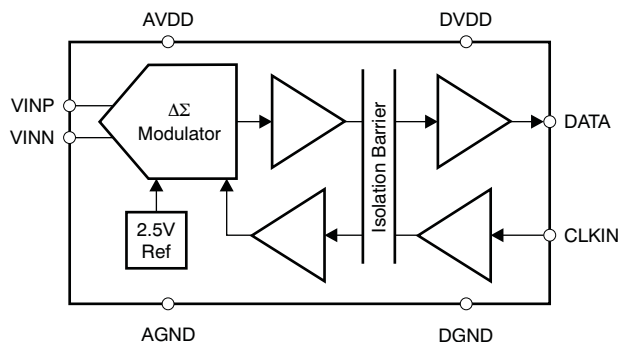 AVDD
DVDD
VINP
VINN
ΔΣ
Modulator
Isolation Barrier
DATA
2.5V
Ref
CLKIN
AGND
DGND